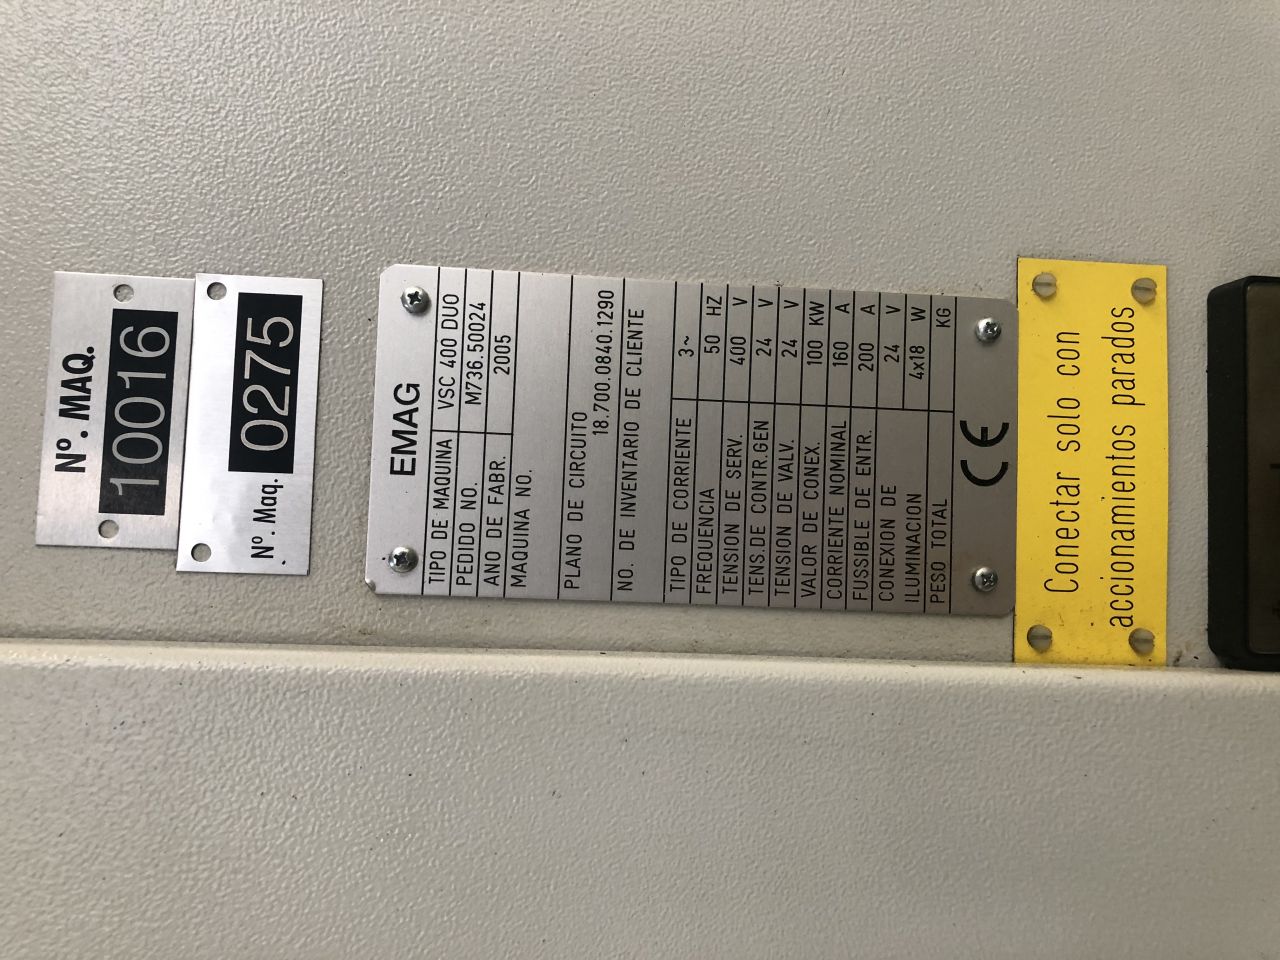 Nº. MAQ.
10016
Nº. Maq. 0275
EMAG
TIPO DE MAQUINA VSC 400 DUO
PEDIDO NO. M736.50024
ANO DE FABR. 2005
MAQUINA NO.
PLANO DE CIRCUITO
18.700.0840.1290
NO. DE INVENTARIO DE CLIENTE
TIPO DE CORRIENTE 3~
FREQUENCIA 50 HZ
TENSION DE SERV. 400 V
TENS.DE CONTR.GEN 24 V
TENSION DE VALV. 24 V
VALOR DE CONEX. 100 KW
CORRIENTE NOMINAL 160 A
FUSSIBLE DE ENTR. 200 A
CONEXION DE 24 V
ILUMINACION 4x18 W
PESO TOTAL KG
CE
Conectar solo con
accionamientos parados